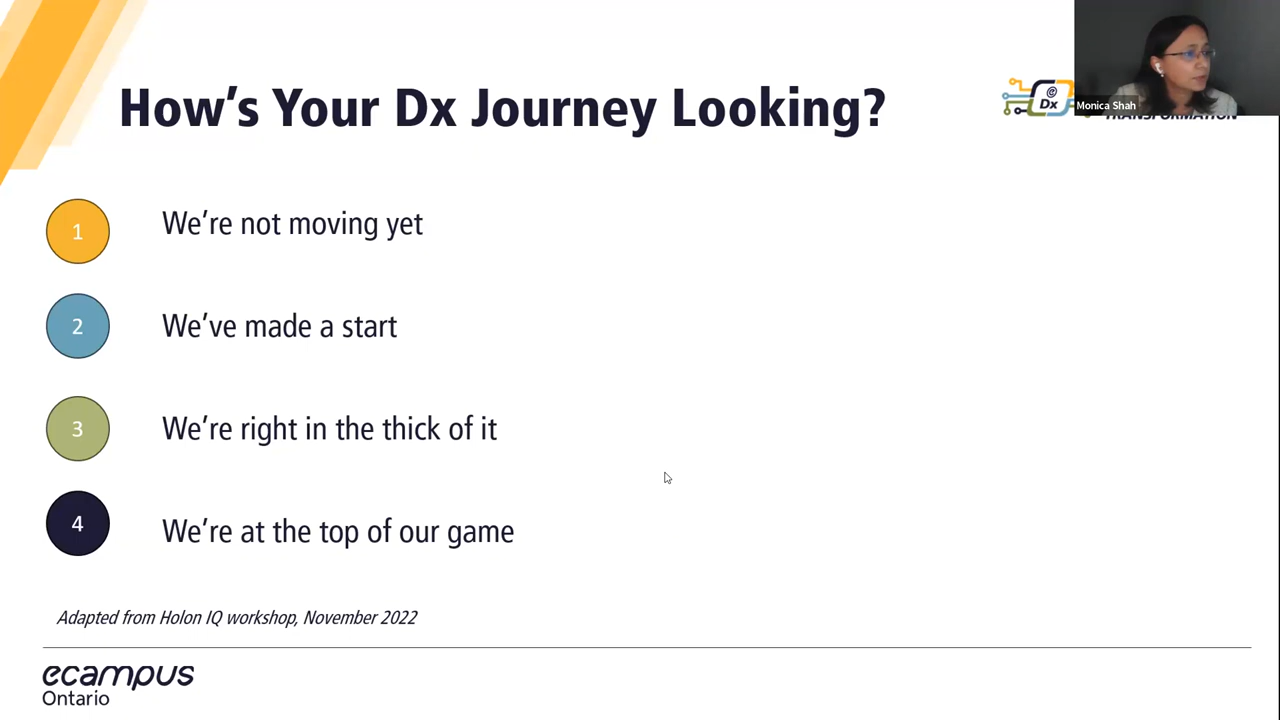 How's Your Dx Journey Looking?
@
Dx
Monica Shah
TRANSFORMATION
1
We're not moving yet
2
We've made a start
3
We're right in the thick of it
4
We're at the top of our game
Adapted from Holon IQ workshop, November 2022
ecampus
Ontario